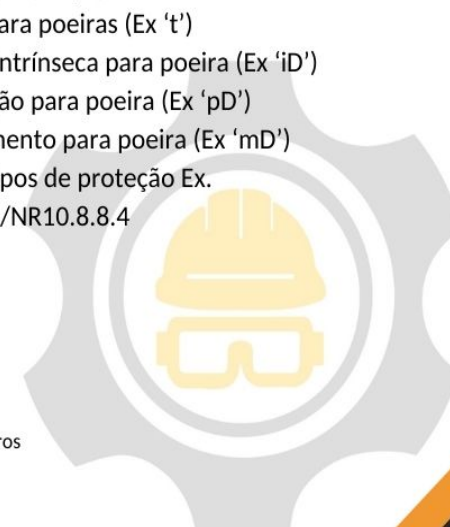 ara poeiras (Ex ‘t’)
ntrínseca para poeira (Ex ‘iD’)
ão para poeira (Ex ‘pD’)
mento para poeira (Ex ‘mD’)
pos de proteção Ex.
/NR10.8.8.4
ros